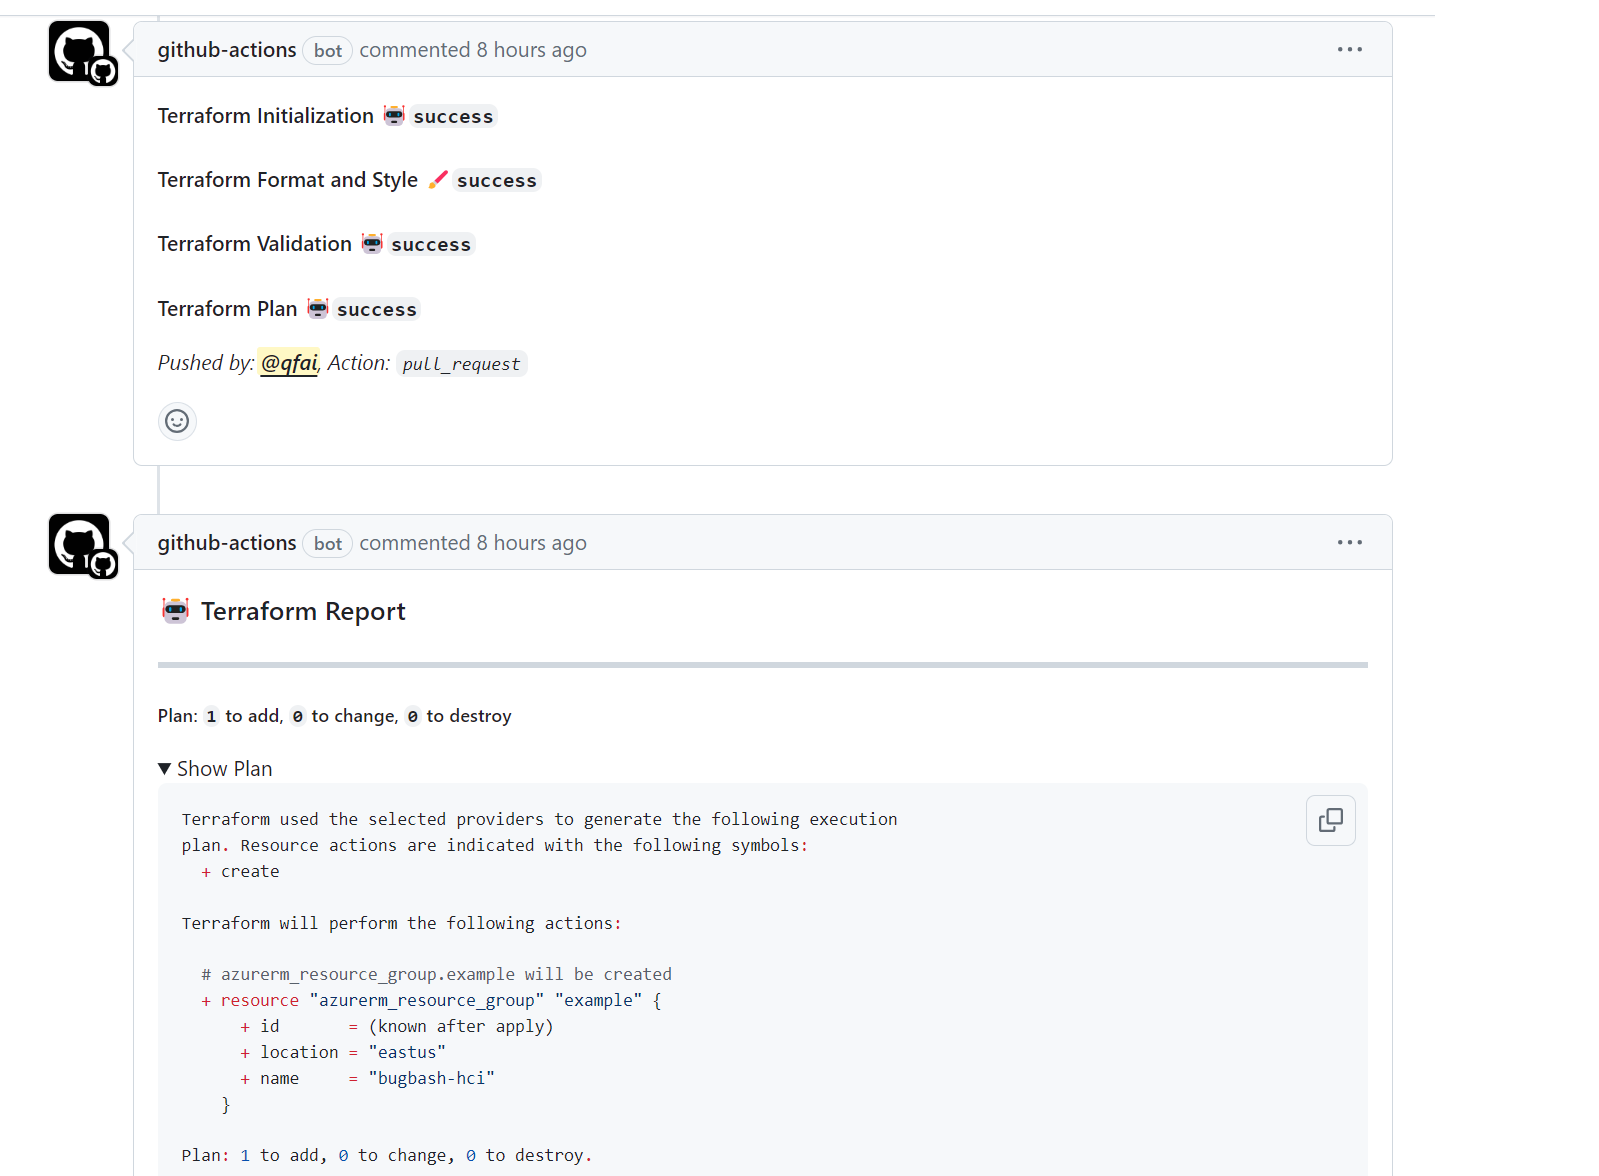 github-actions bot commented 8 hours ago
Terraform Initialization 🤖 success
Terraform Format and Style 🖌 success
Terraform Validation 🤖 success
Terraform Plan 🤖 success
Pushed by: @qfai, Action: pull_request
github-actions bot commented 8 hours ago
🤖 Terraform Report
Plan: 1 to add, 0 to change, 0 to destroy
▼ Show Plan
Terraform used the selected providers to generate the following execution
plan. Resource actions are indicated with the following symbols:
  + create
Terraform will perform the following actions:
  # azurerm_resource_group.example will be created
  + resource "azurerm_resource_group" "example" {
      + id       = (known after apply)
      + location = "eastus"
      + name     = "bugbash-hci"
    }
Plan: 1 to add, 0 to change, 0 to destroy.